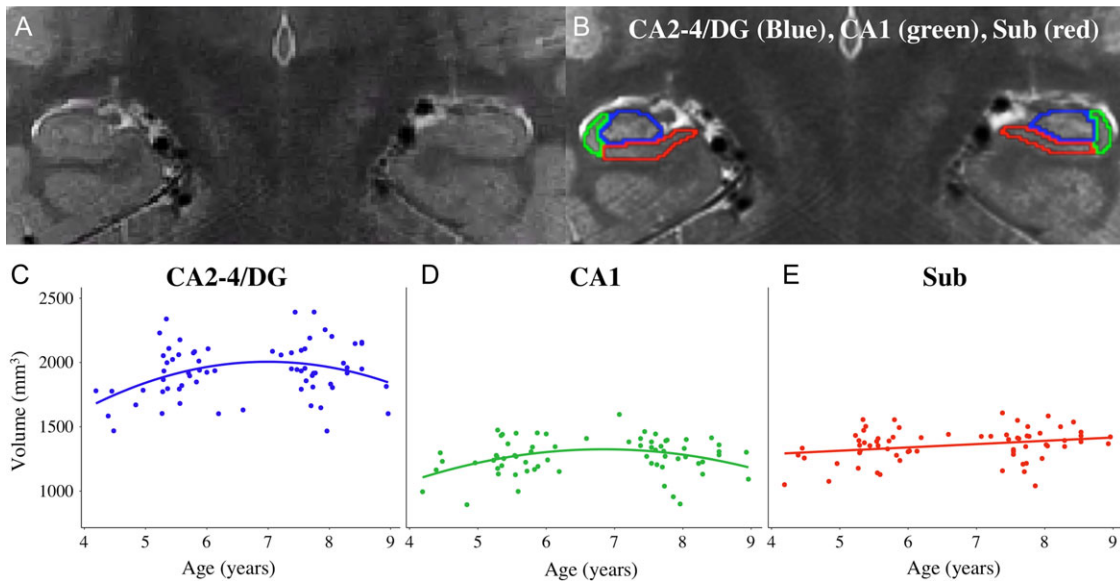 A
B CA2-4/DG (Blue), CA1 (green), Sub (red)
C CA2-4/DG
D CA1
E Sub
Volume (mm³)
2500
2000
1500
1000
4 5 6 7 8 9
Age (years)
4 5 6 7 8 9
Age (years)
4 5 6 7 8 9
Age (years)